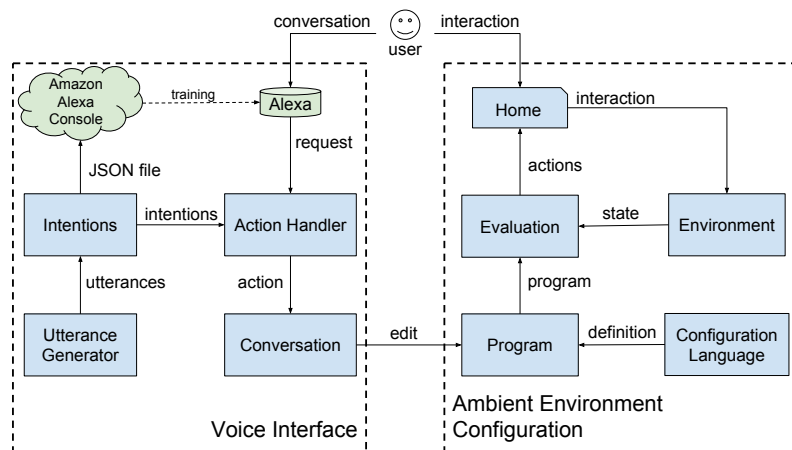 conversation
interaction
user
Amazon
Alexa
Console
training
Alexa
Home
interaction
JSON file
request
actions
Intentions
intentions
Action Handler
Evaluation
state
Environment
utterances
action
program
Utterance
Generator
Conversation
edit
Program
definition
Configuration
Language
Voice Interface
Ambient Environment
Configuration